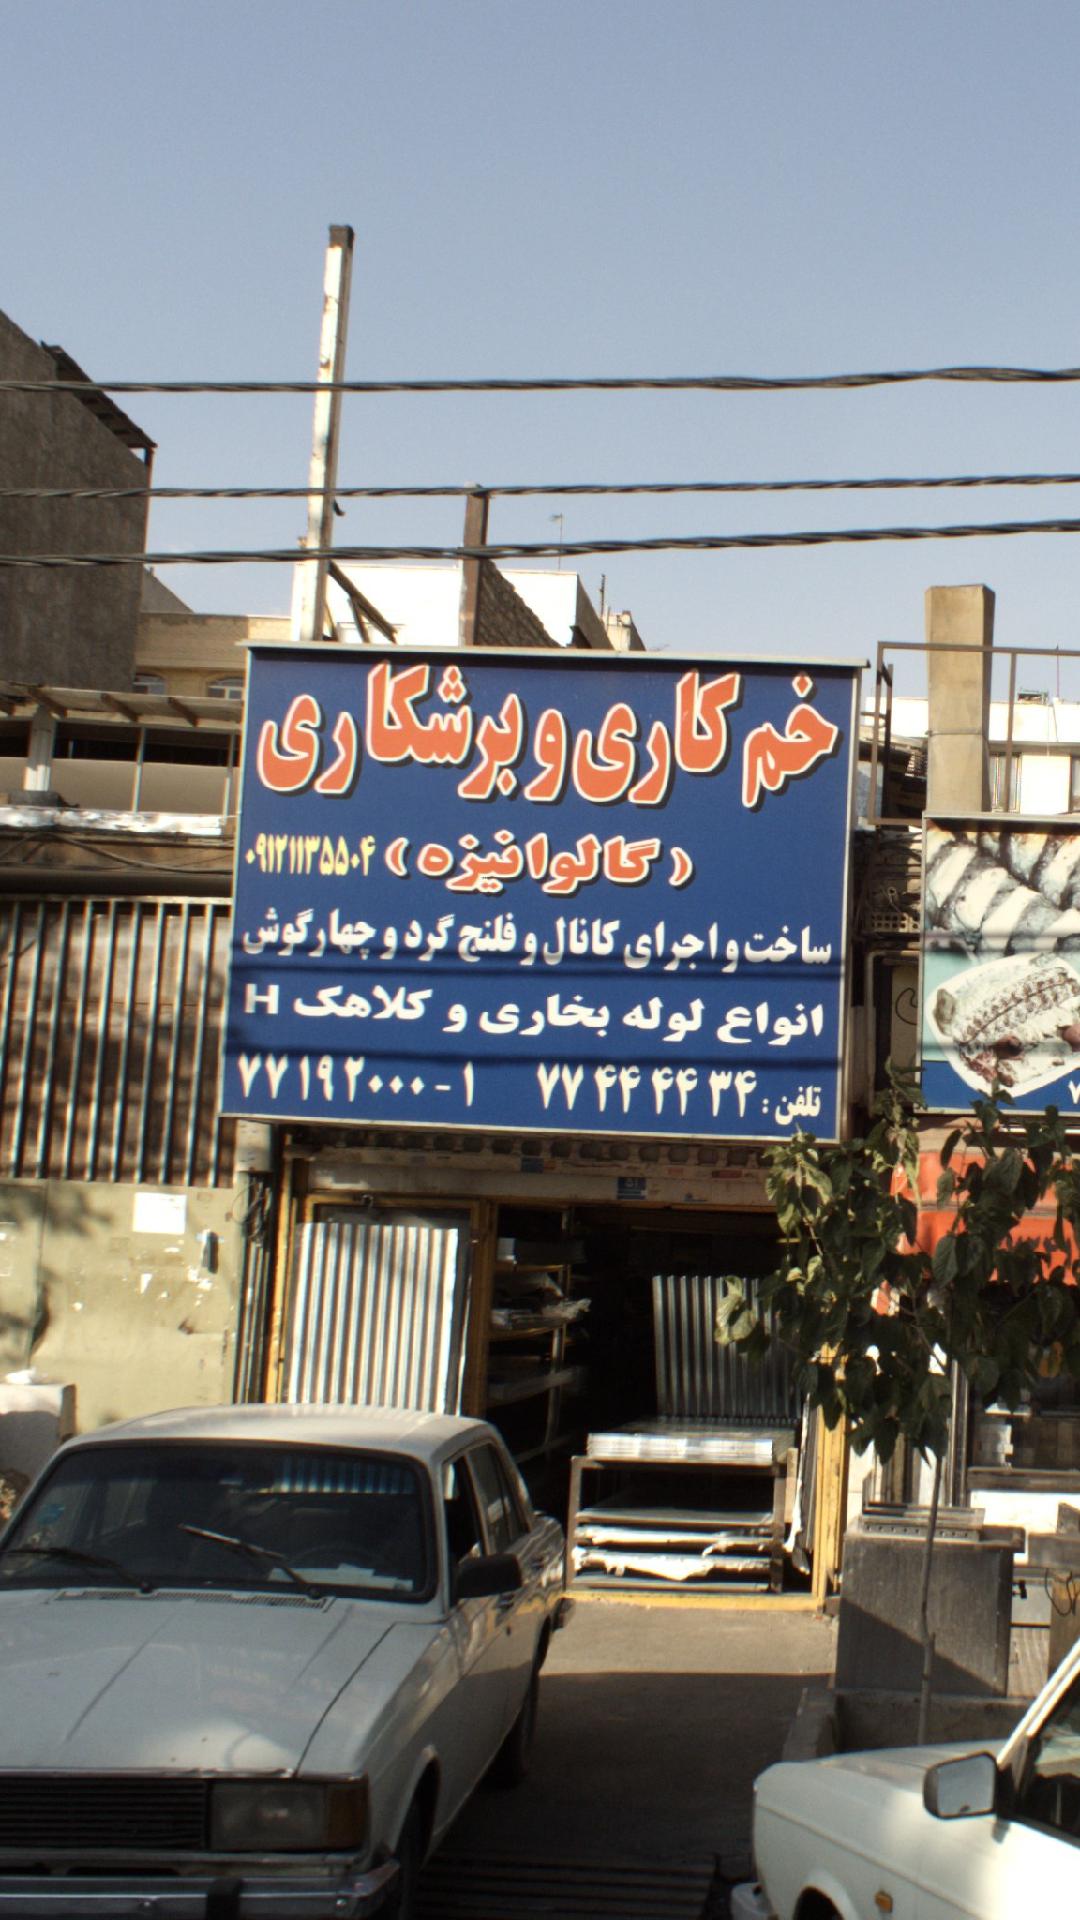 خم کاری و برشکاری
( گالوانیزه ) ۰۹۱۲۱۱۳۵۵۰۴
ساخت و اجرای کانال و فلنج گرد و چهارگوش
انواع لوله بخاری و کلاهک H
تلفن : ۷۷۴۴۴۴۳۴ ۷۷۱۹۲۰۰۰-۱
۵۱